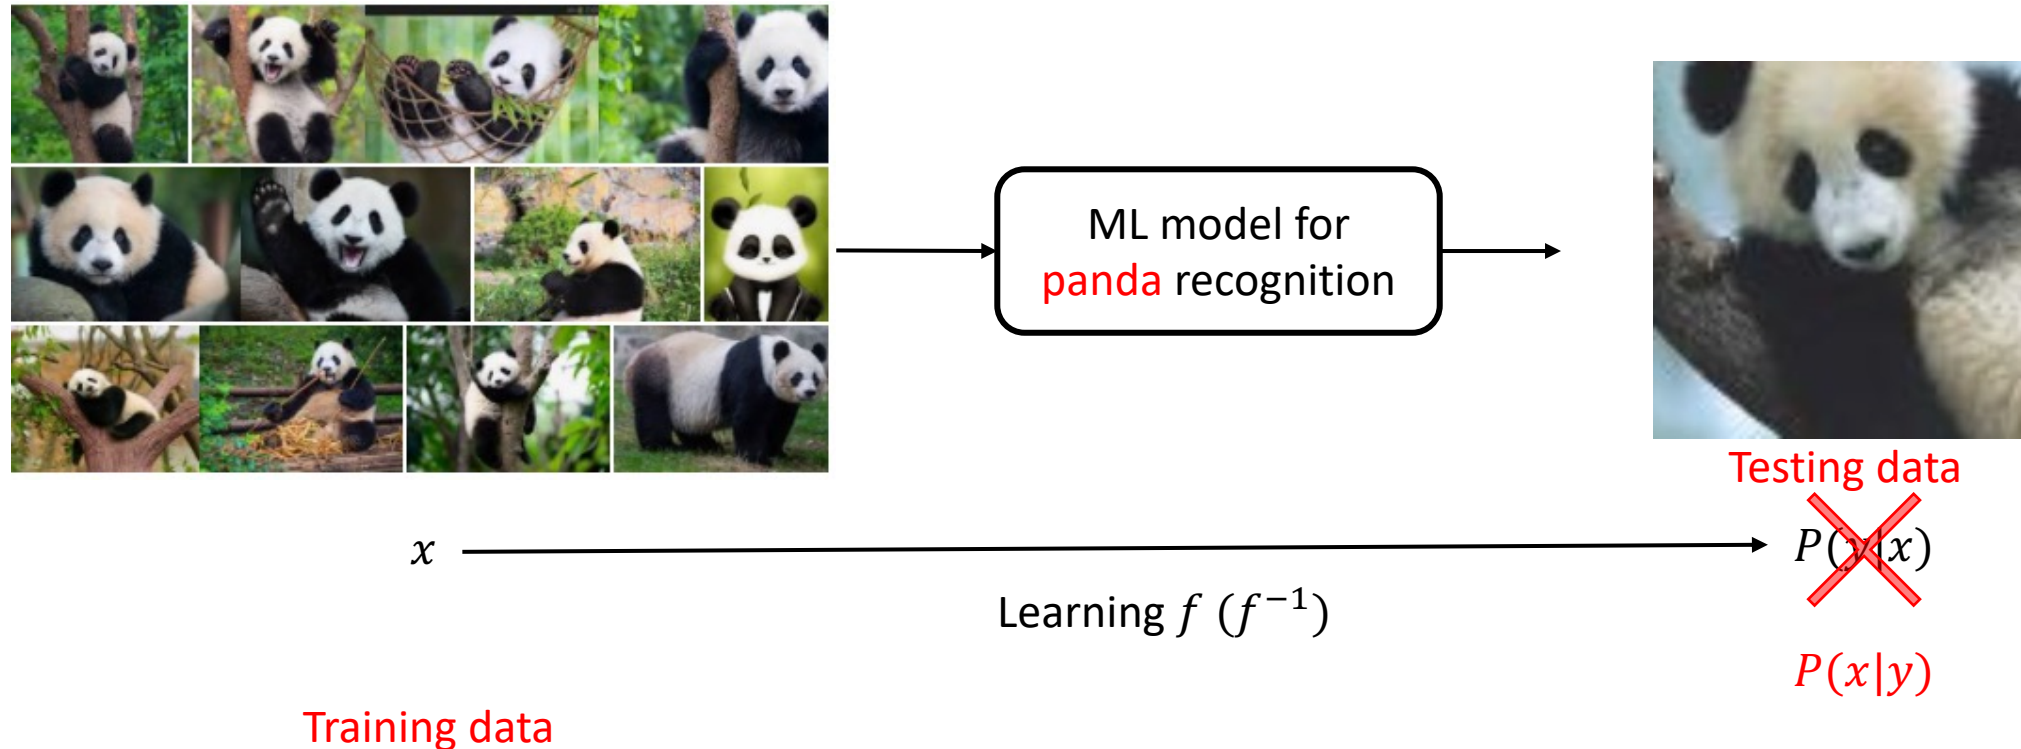 ML model for
panda recognition
Testing data
x
P(y|x)
Learning f (f⁻¹)
P(x|y)
Training data